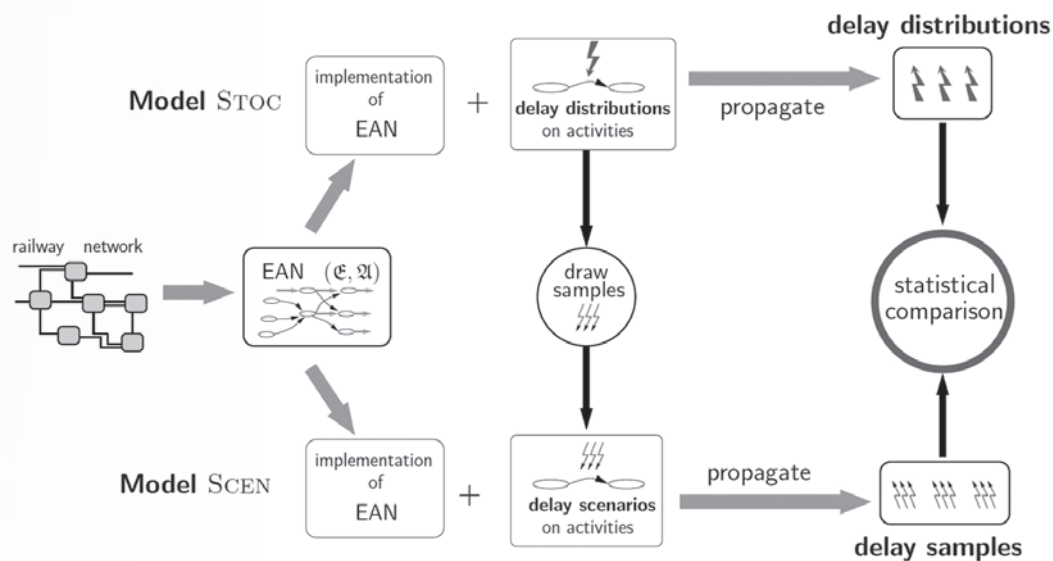 delay distributions
Model STOC
implementation
of
EAN
+
delay distributions
on activities
propagate
railway network
EAN (𝔈, 𝔄)
draw
samples
statistical
comparison
Model SCEN
implementation
of
EAN
+
delay scenarios
on activities
propagate
delay samples